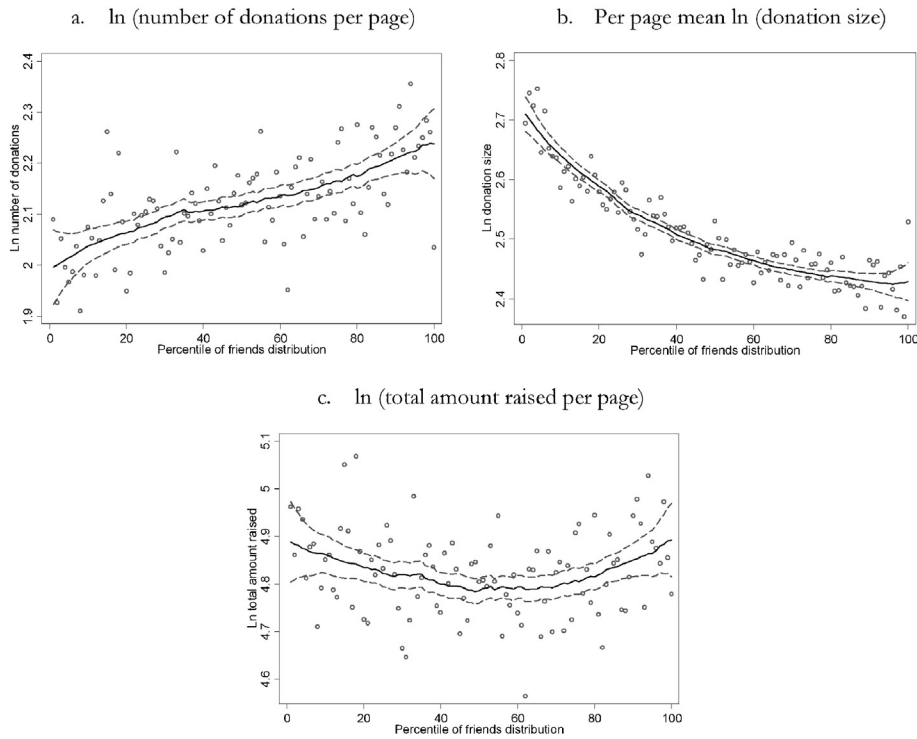 a. ln (number of donations per page)
b. Per page mean ln (donation size)
Ln number of donations
1.9 2 2.1 2.2 2.3 2.4
0 20 40 60 80 100
Percentile of friends distribution
Ln donation size
2.4 2.5 2.6 2.7 2.8
0 20 40 60 80 100
Percentile of friends distribution
c. ln (total amount raised per page)
Ln total amount raised
4.6 4.7 4.8 4.9 5 5.1
0 20 40 60 80 100
Percentile of friends distribution